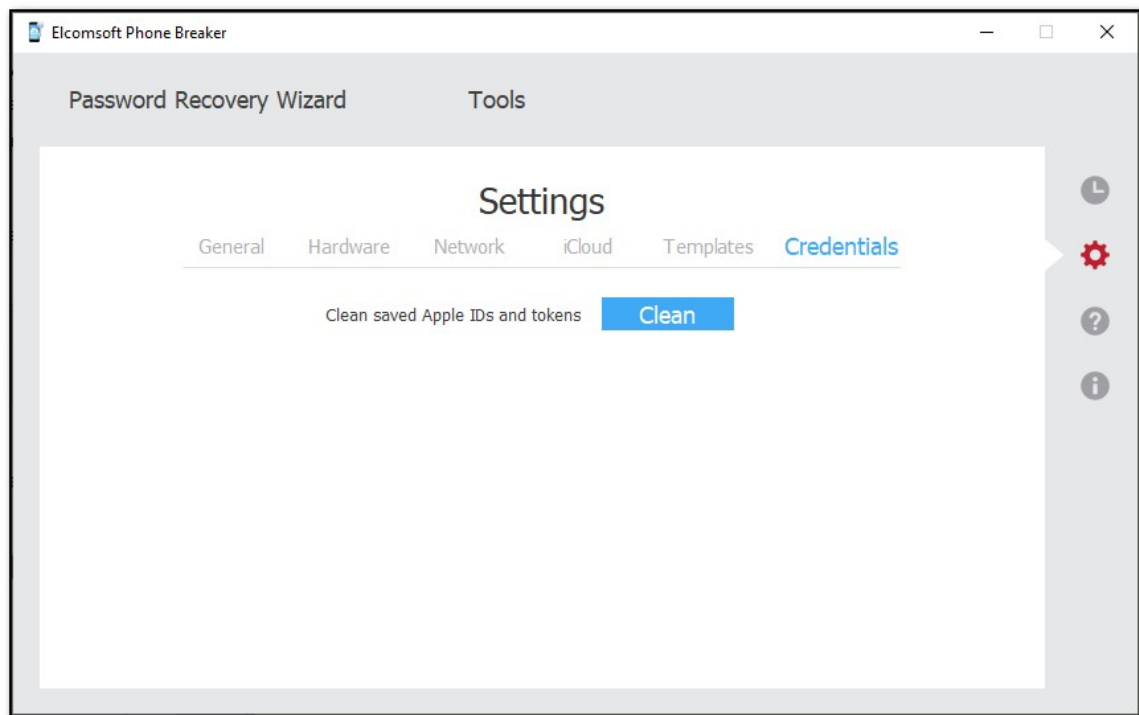 Elcomsoft Phone Breaker
Password Recovery Wizard Tools
Settings
General Hardware Network iCloud Templates Credentials
Clean saved Apple IDs and tokens Clean